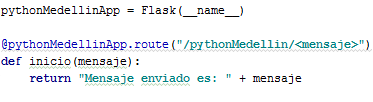 pythonMedellinApp = Flask(__name__)
@pythonMedellinApp.route("/pythonMedellin/<mensaje>")
def inicio(mensaje):
    return "Mensaje enviado es: " + mensaje